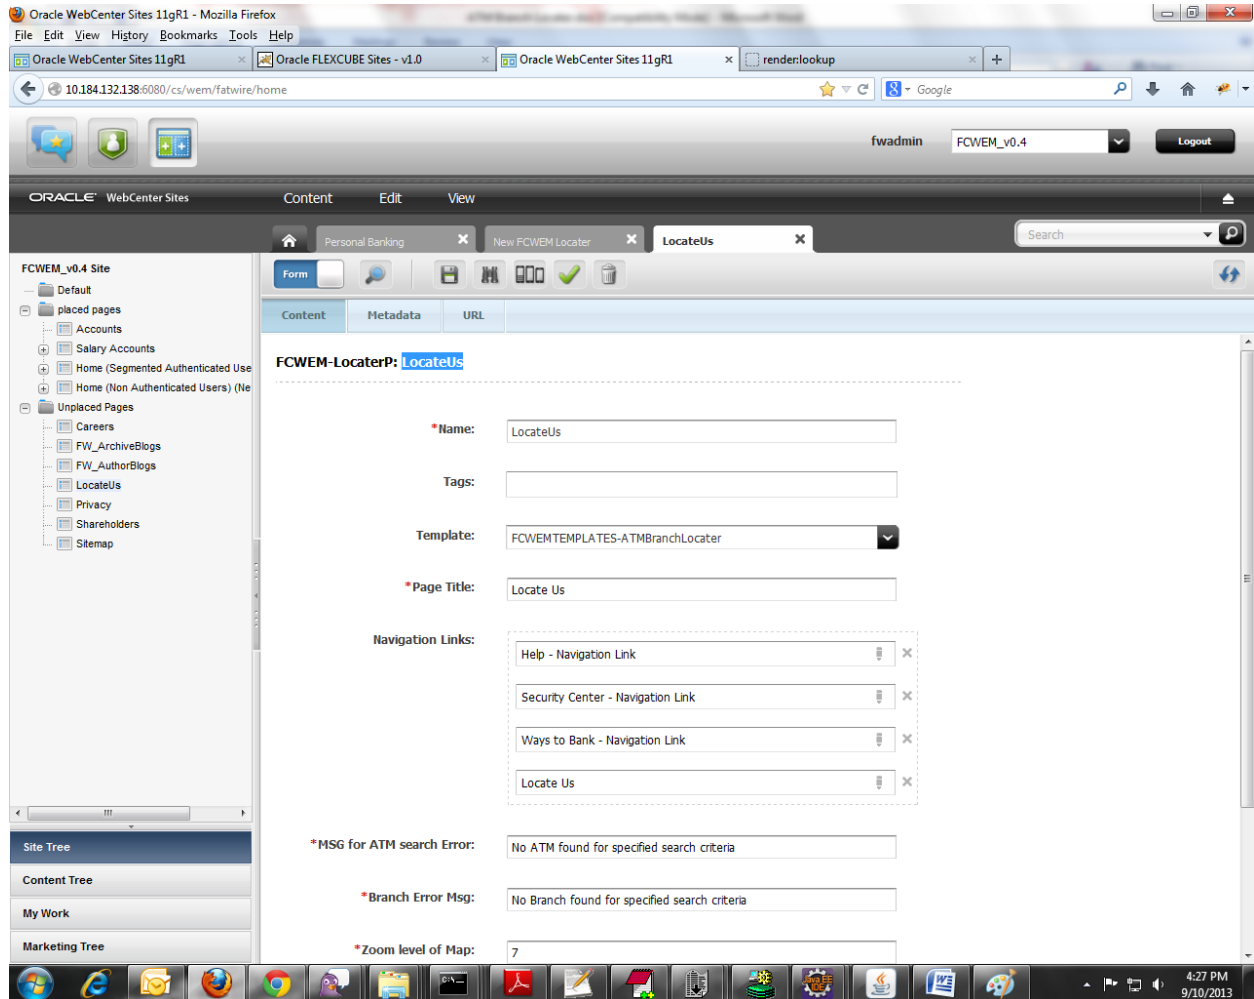 Oracle WebCenter Sites 11gR1 - Mozilla Firefox
File Edit View History Bookmarks Tools Help
Oracle WebCenter Sites 11gR1 × Oracle FLEXCUBE Sites - v1.0 × Oracle WebCenter Sites 11gR1 × render:lookup × +
10.184.132.138:6080/cs/wem/fatwire/home Google
fwadmin FCWEM_v0.4 Logout
ORACLE WebCenter Sites Content Edit View
Personal Banking New FCWEM Locater LocateUs Search
FCWEM_v0.4 Site
Form
Default
placed pages
Accounts
Salary Accounts
Home (Segmented Authenticated Use
Home (Non Authenticated Users) (Ne
Unplaced Pages
Careers
FW_ArchiveBlogs
FW_AuthorBlogs
LocateUs
Privacy
Shareholders
Sitemap
Content Metadata URL
FCWEM-LocaterP: LocateUs
*Name: LocateUs
Tags:
Template: FCWEMTEMPLATES-ATMBranchLocater
*Page Title: Locate Us
Navigation Links:
Help - Navigation Link
Security Center - Navigation Link
Ways to Bank - Navigation Link
Locate Us
*MSG for ATM search Error: No ATM found for specified search criteria
*Branch Error Msg: No Branch found for specified search criteria
*Zoom level of Map: 7
Site Tree
Content Tree
My Work
Marketing Tree
4:27 PM
9/10/2013